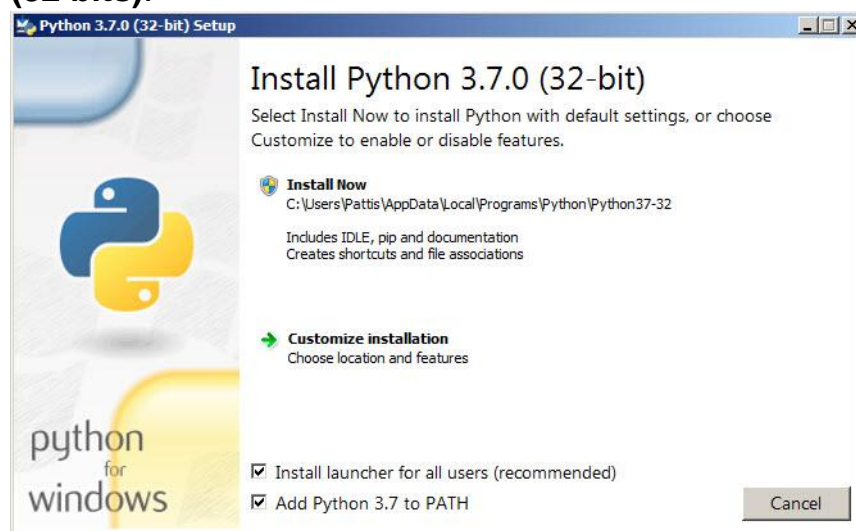 (32 bits):
Python 3.7.0 (32-bit) Setup
Install Python 3.7.0 (32-bit)
Select Install Now to install Python with default settings, or choose
Customize to enable or disable features.
Install Now
C:\Users\Pattis\AppData\Local\Programs\Python\Python37-32
Includes IDLE, pip and documentation
Creates shortcuts and file associations
Customize installation
Choose location and features
python
for
windows
Install launcher for all users (recommended)
Add Python 3.7 to PATH
Cancel